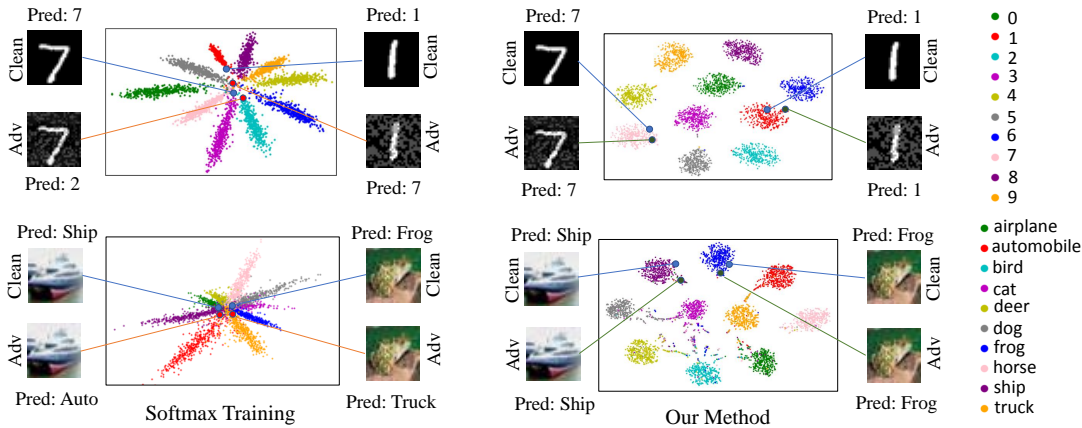 Pred: 7
Pred: 1
Clean
Clean
Adv
Adv
Pred: 2
Pred: 7
Pred: 7
Pred: 1
Clean
Clean
Adv
Adv
Pred: 7
Pred: 1
0
1
2
3
4
5
6
7
8
9
Pred: Ship
Pred: Frog
Clean
Clean
Adv
Adv
Pred: Auto
Pred: Truck
Softmax Training
Pred: Ship
Pred: Frog
Clean
Clean
Adv
Adv
Pred: Ship
Pred: Frog
Our Method
airplane
automobile
bird
cat
deer
dog
frog
horse
ship
truck